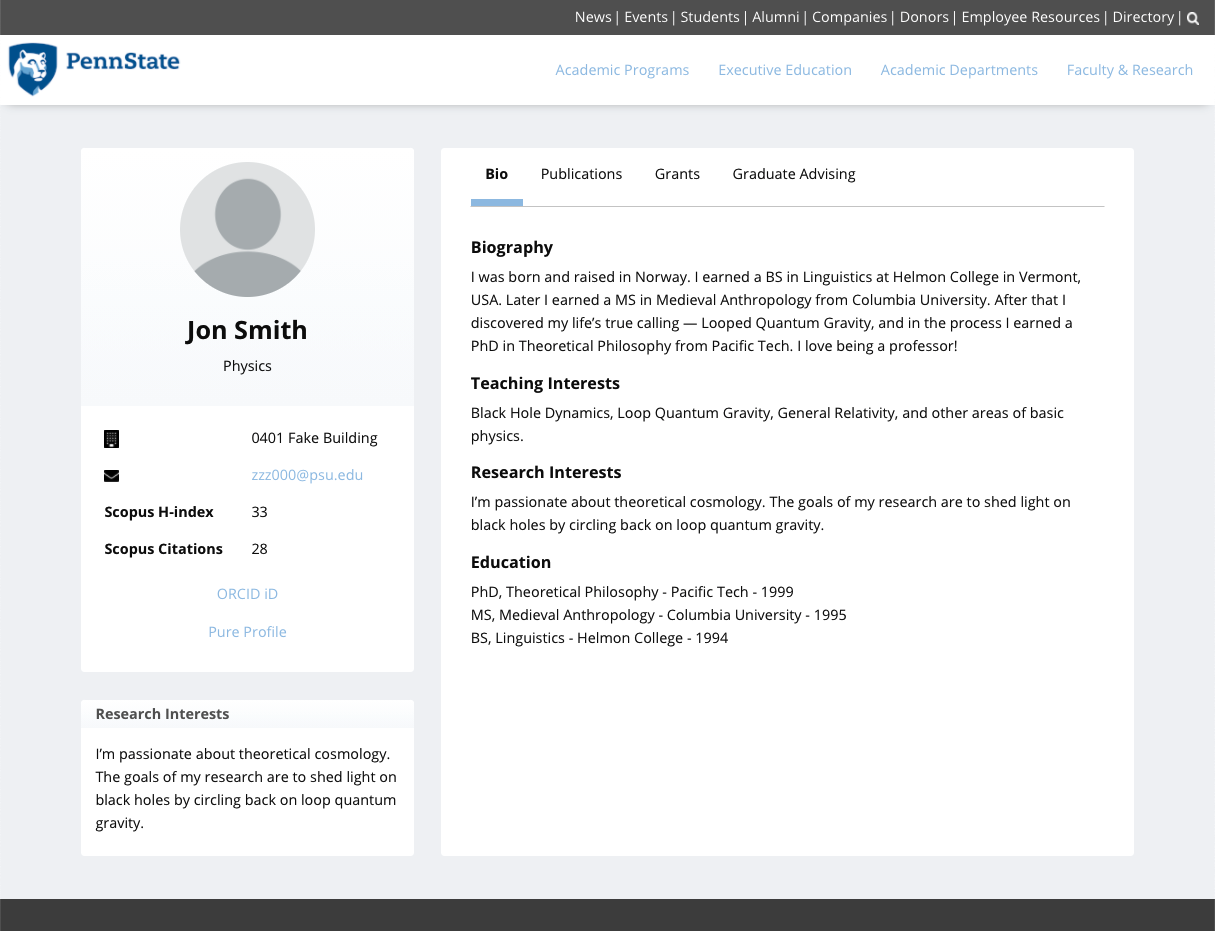 News | Events | Students | Alumni | Companies | Donors | Employee Resources | Directory |
PennState
Academic Programs Executive Education Academic Departments Faculty & Research
Jon Smith
Physics
0401 Fake Building
zzz000@psu.edu
Scopus H-index 33
Scopus Citations 28
ORCID iD
Pure Profile
Research Interests
I’m passionate about theoretical cosmology.
The goals of my research are to shed light on
black holes by circling back on loop quantum
gravity.
Bio Publications Grants Graduate Advising
Biography
I was born and raised in Norway. I earned a BS in Linguistics at Helmon College in Vermont,
USA. Later I earned a MS in Medieval Anthropology from Columbia University. After that I
discovered my life’s true calling — Looped Quantum Gravity, and in the process I earned a
PhD in Theoretical Philosophy from Pacific Tech. I love being a professor!
Teaching Interests
Black Hole Dynamics, Loop Quantum Gravity, General Relativity, and other areas of basic
physics.
Research Interests
I’m passionate about theoretical cosmology. The goals of my research are to shed light on
black holes by circling back on loop quantum gravity.
Education
PhD, Theoretical Philosophy - Pacific Tech - 1999
MS, Medieval Anthropology - Columbia University - 1995
BS, Linguistics - Helmon College - 1994